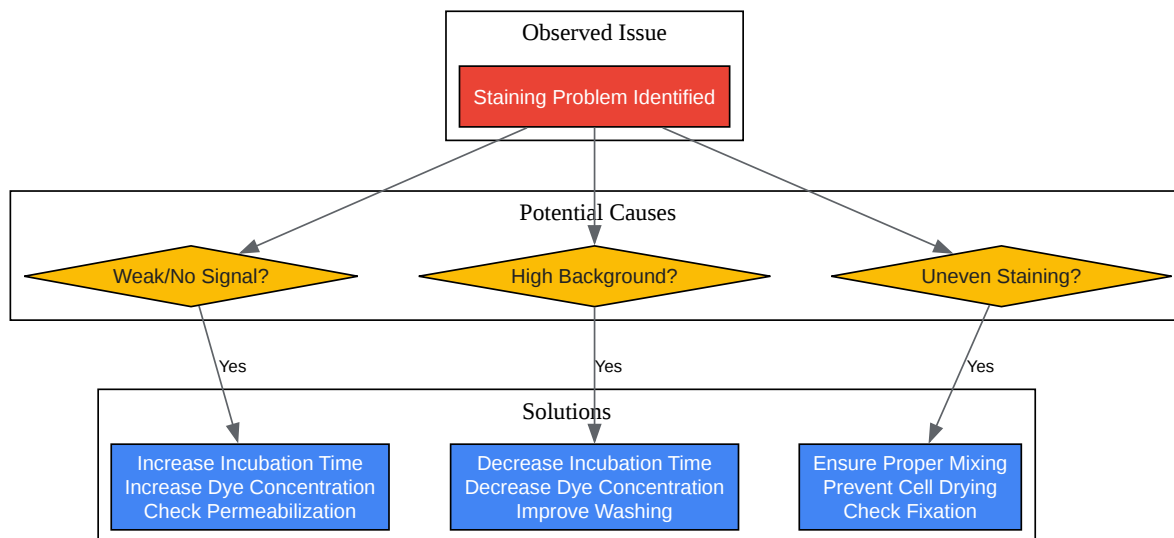 Observed Issue
Staining Problem Identified
Potential Causes
Weak/No Signal?
High Background?
Uneven Staining?
Yes
Yes
Yes
Solutions
Increase Incubation Time
Increase Dye Concentration
Check Permeabilization
Decrease Incubation Time
Decrease Dye Concentration
Improve Washing
Ensure Proper Mixing
Prevent Cell Drying
Check Fixation